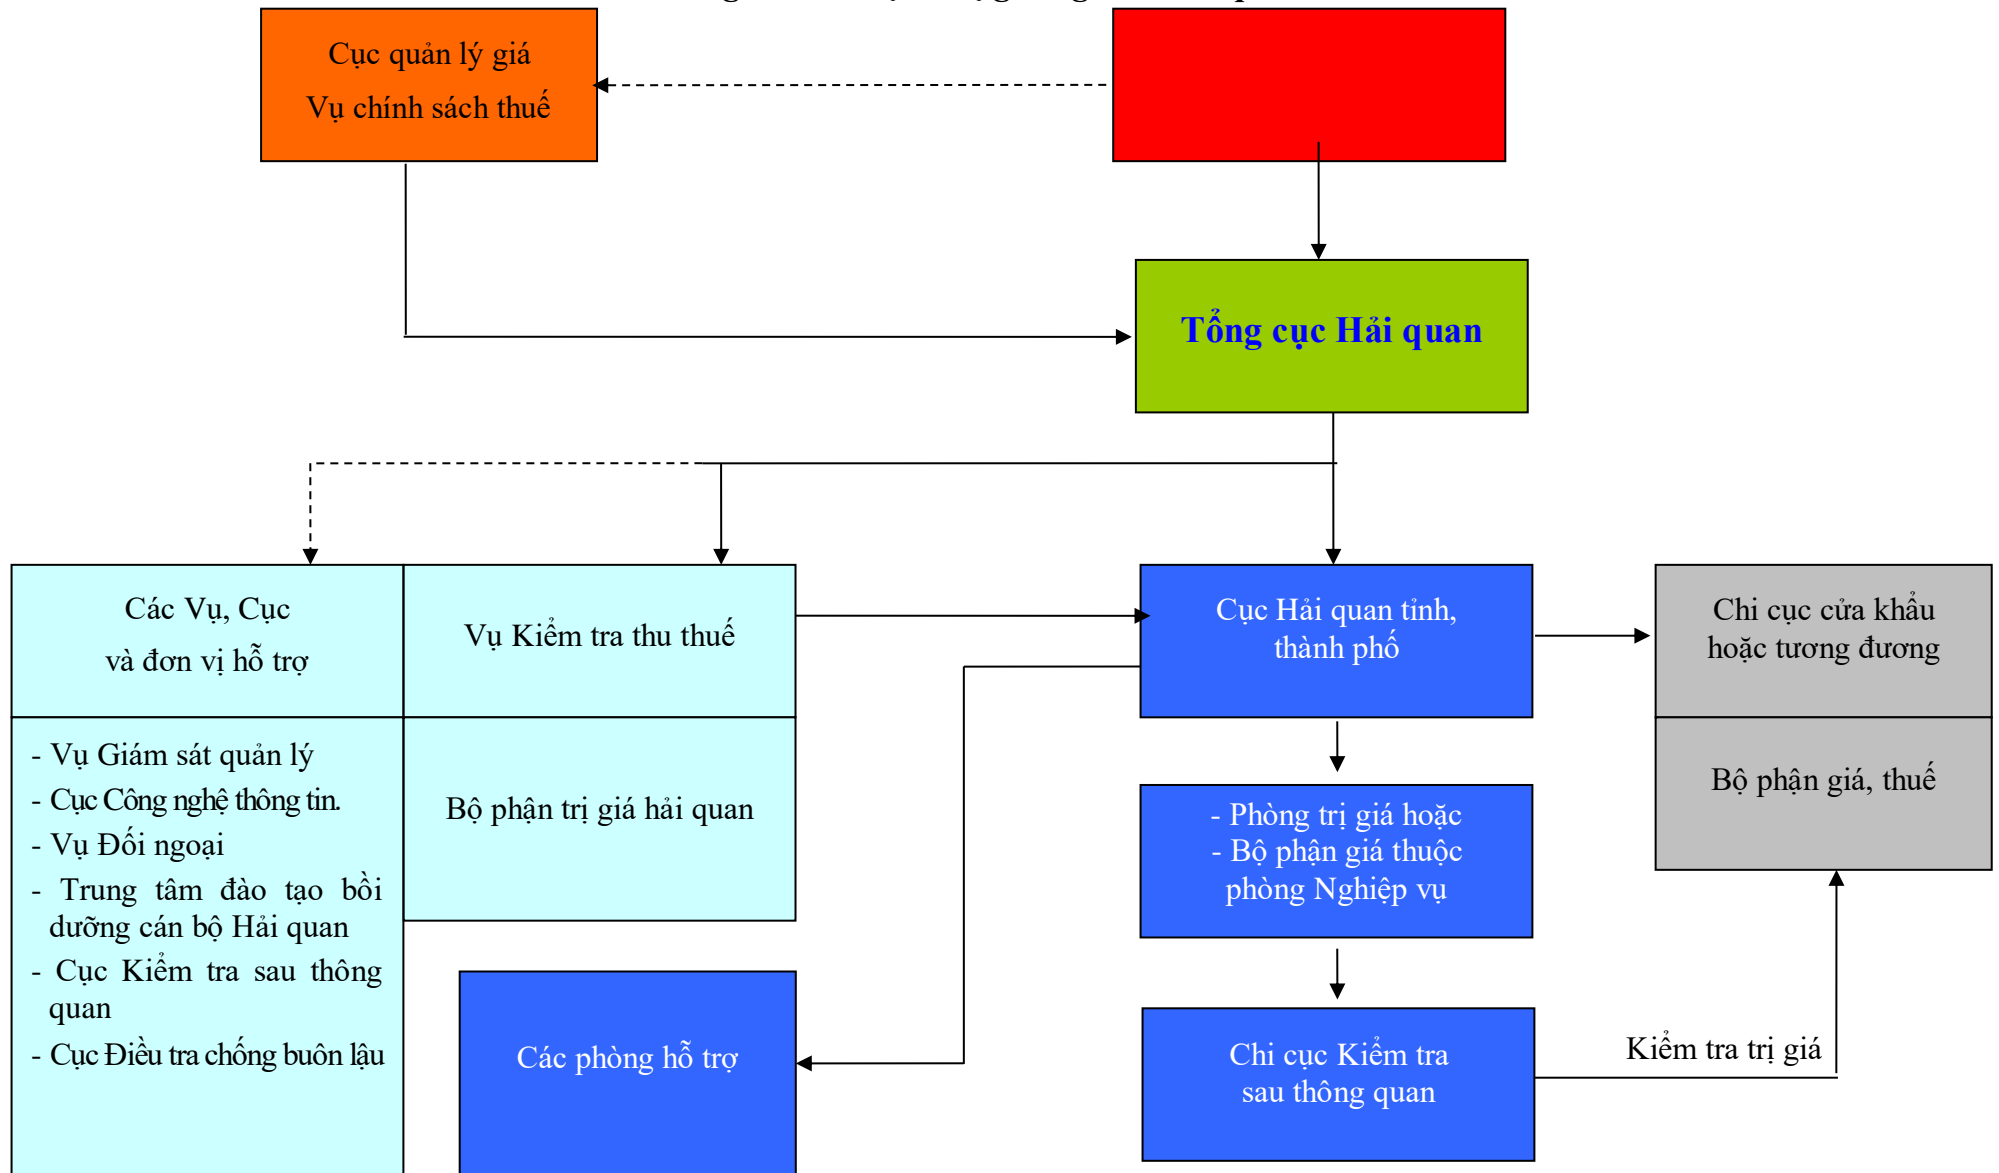 Cục quản lý giá
Vụ chính sách thuế
Tổng cục Hải quan
Các Vụ, Cục
và đơn vị hỗ trợ
Vụ Kiểm tra thu thuế
Cục Hải quan tỉnh,
thành phố
Chi cục cửa khẩu
hoặc tương đương
- Vụ Giám sát quản lý
- Cục Công nghệ thông tin.
- Vụ Đối ngoại
- Trung tâm đào tạo bồi
dưỡng cán bộ Hải quan
- Cục Kiểm tra sau thông
quan
- Cục Điều tra chống buôn lậu
Bộ phận trị giá hải quan
- Phòng trị giá hoặc
- Bộ phận giá thuộc
phòng Nghiệp vụ
Bộ phận giá, thuế
Các phòng hỗ trợ
Chi cục Kiểm tra
sau thông quan
Kiểm tra trị giá